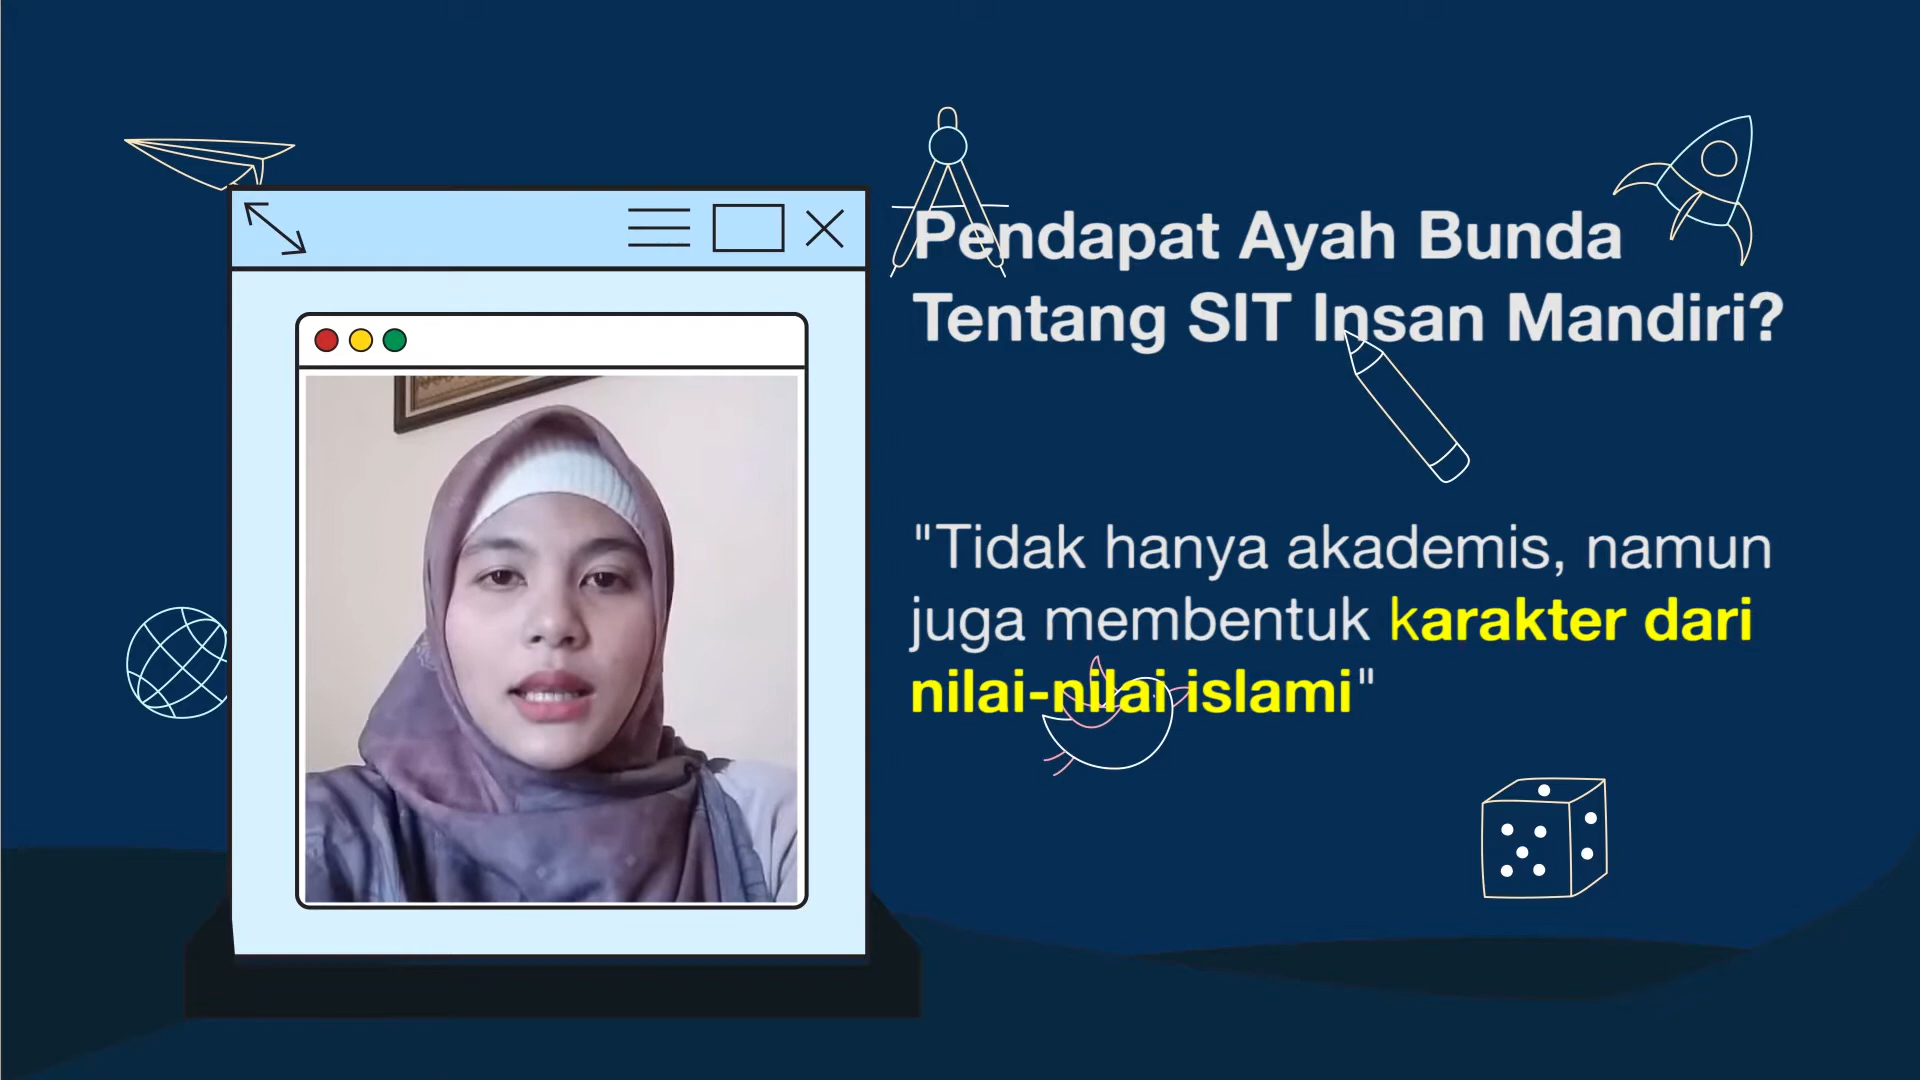 Pendapat Ayah Bunda
Tentang SIT Insan Mandiri?
"Tidak hanya akademis, namun
juga membentuk karakter dari
nilai-nilai islami"